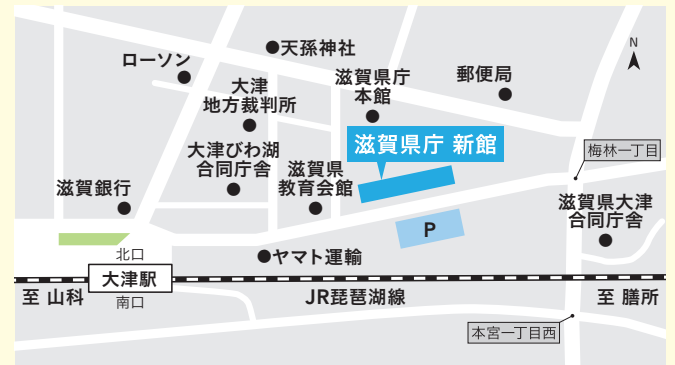 天孫神社
N
ローソン
大津
地方裁判所
滋賀県庁
本館
郵便局
滋賀県庁 新館
梅林一丁目
大津びわ湖
合同庁舎
滋賀県
教育会館
滋賀銀行
滋賀県大津
合同庁舎
P
北口
ヤマト運輸
大津駅
南口
至 山科
JR琵琶湖線
至 膳所
本宮一丁目西